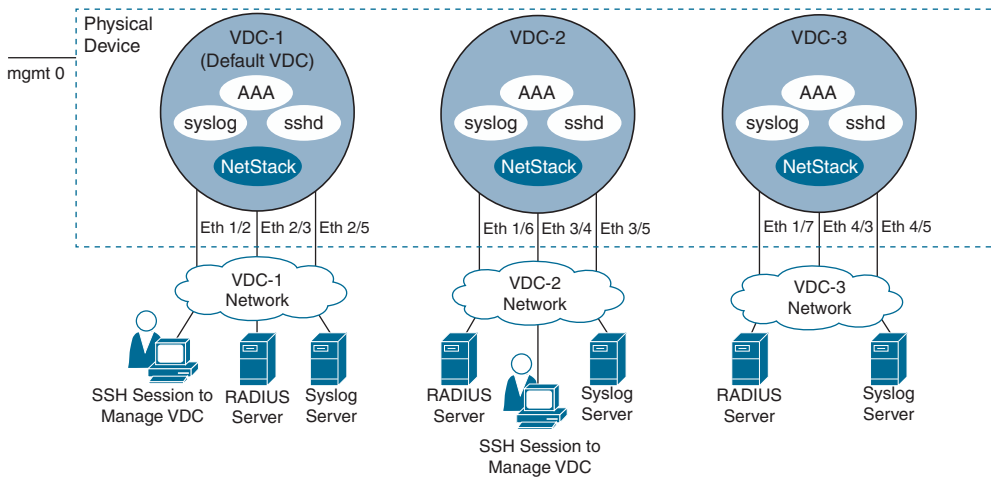 Physical
Device
mgmt 0
VDC-1
(Default VDC)
AAA
syslog
sshd
NetStack
VDC-2
AAA
syslog
sshd
NetStack
VDC-3
AAA
syslog
sshd
NetStack
Eth 1/2
Eth 2/3
Eth 2/5
Eth 1/6
Eth 3/4
Eth 3/5
Eth 1/7
Eth 4/3
Eth 4/5
VDC-1
Network
VDC-2
Network
VDC-3
Network
SSH Session to
Manage VDC
RADIUS
Server
Syslog
Server
RADIUS
Server
SSH Session to
Manage VDC
Syslog
Server
RADIUS
Server
Syslog
Server